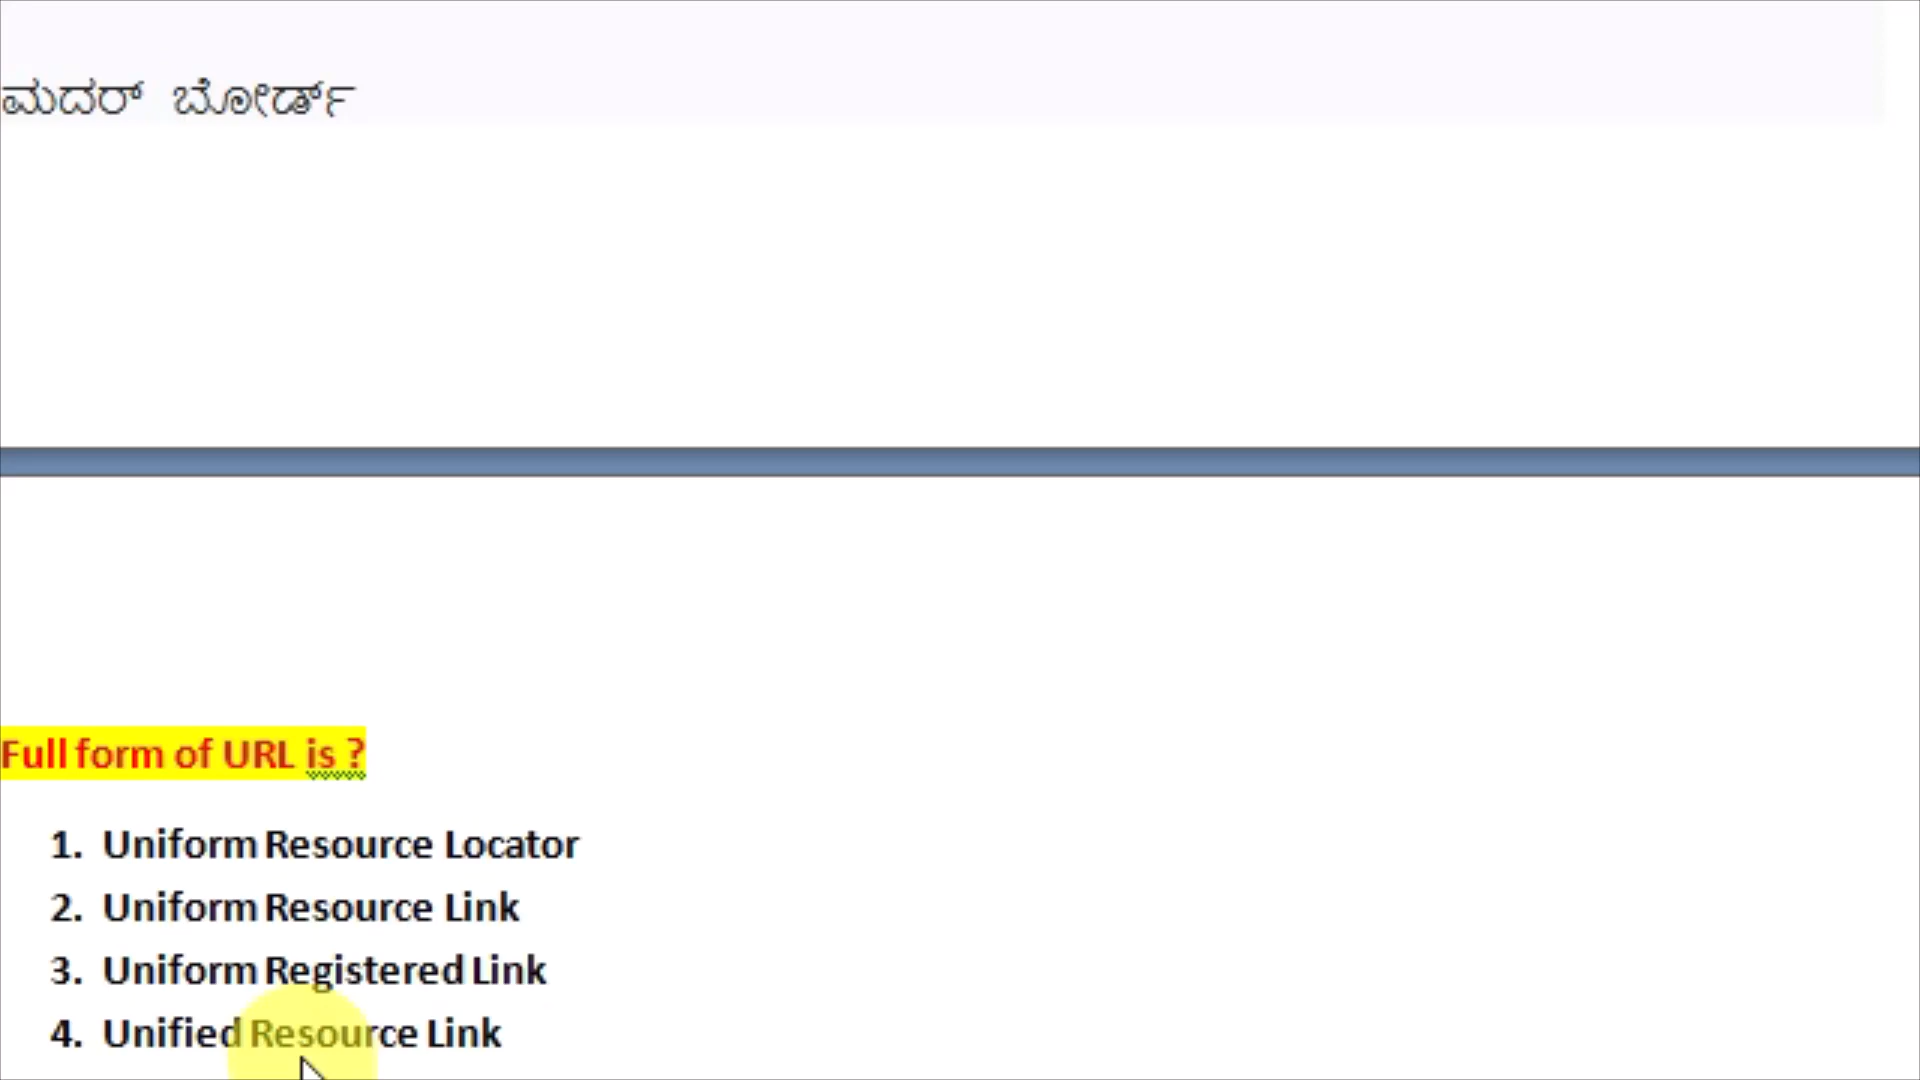 ಮದರ್ ಬೋರ್ಡ್
Full form of URL is ?
1. Uniform Resource Locator
2. Uniform Resource Link
3. Uniform Registered Link
4. Unified Resource Link